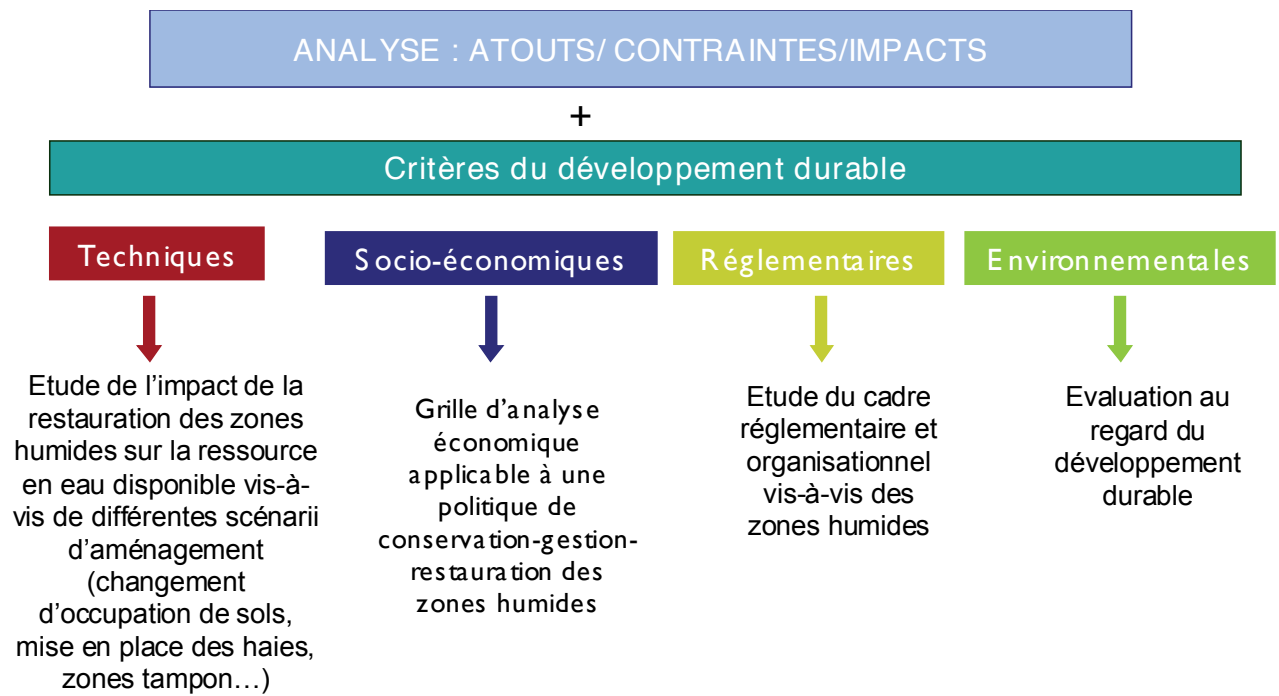 ANALYSE : ATOUTS/ CONTRAINTES/IMPACTS
+
Critères du développement durable
Techniques
Etude de l’impact de la
restauration des zones
humides sur la ressource
en eau disponible vis-à-
vis de différentes scénarii
d’aménagement
(changement
d’occupation de sols,
mise en place des haies,
zones tampon…)
Socio-économiques
Grille d’analyse
économique
applicable à une
politique de
conservation-gestion-
restauration des
zones humides
Réglementaires
Etude du cadre
réglementaire et
organisationnel
vis-à-vis des
zones humides
Environnementales
Evaluation au
regard du
développement
durable